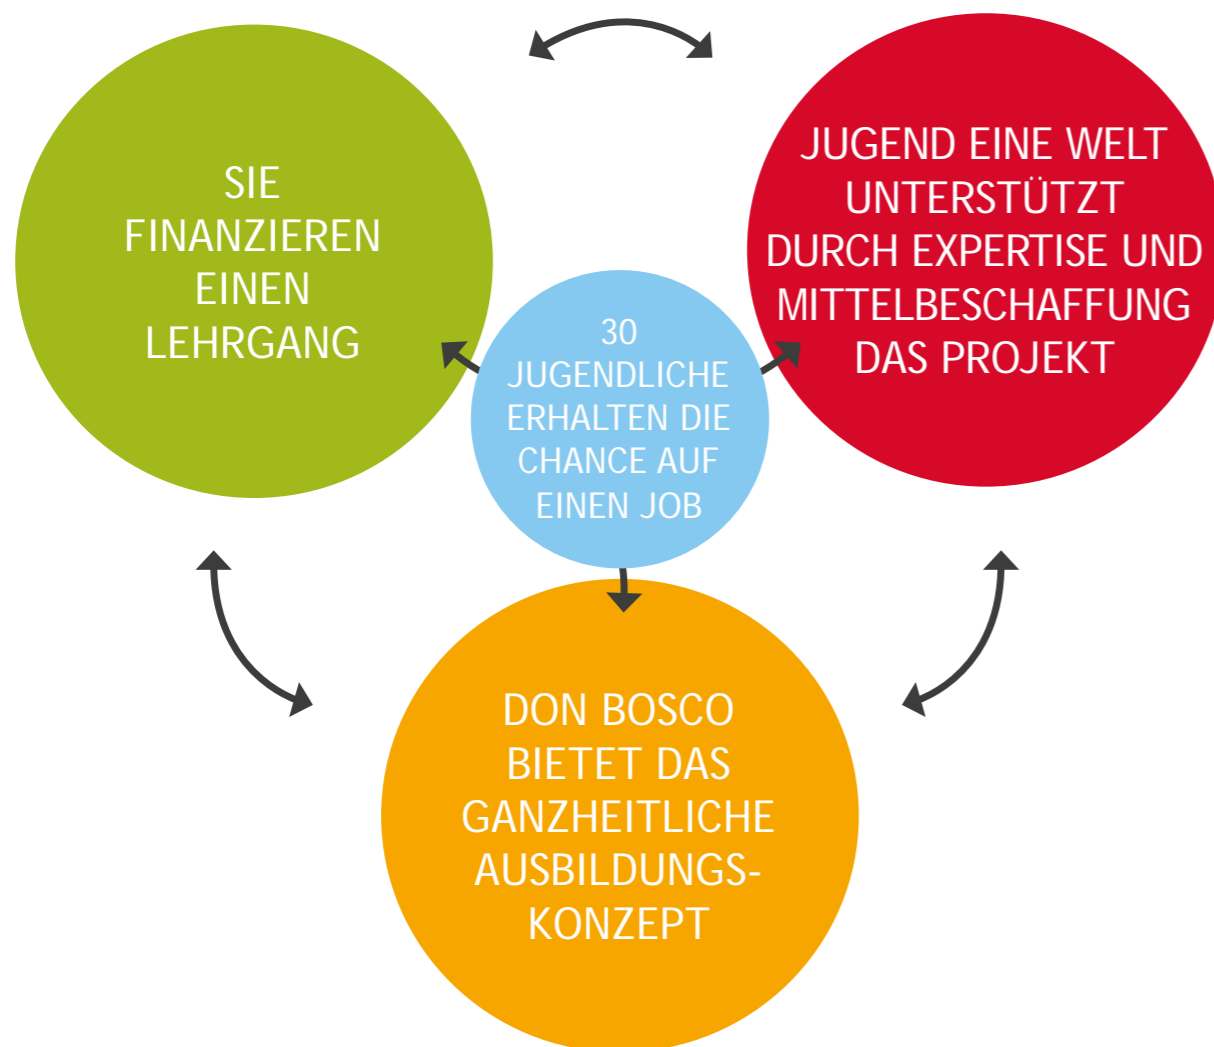 SIE
FINANZIEREN
EINEN
LEHRGANG
JUGEND EINE WELT
UNTERSTÜTZT
DURCH EXPERTISE UND
MITTELBESCHAFFUNG
DAS PROJEKT
30
JUGENDLICHE
ERHALTEN DIE
CHANCE AUF
EINEN JOB
DON BOSCO
BIETET DAS
GANZHEITLICHE
AUSBILDUNGS-
KONZEPT